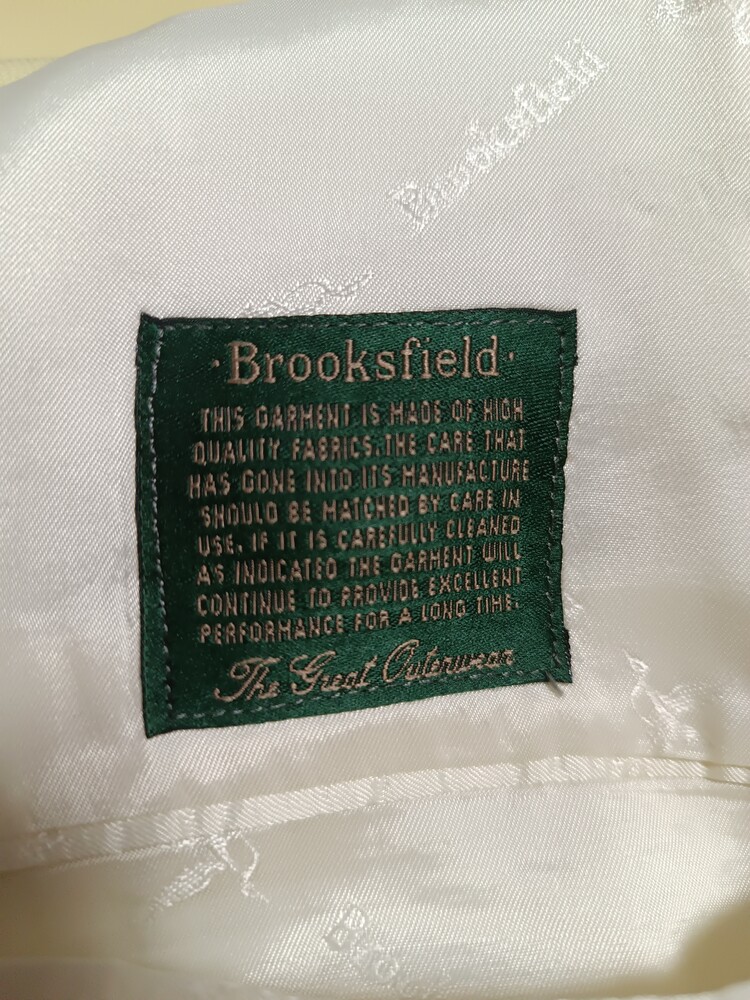 Brooksfield
·Brooksfield·
THIS GARMENT IS MADE OF HIGH
QUALITY FABRICS.THE CARE THAT
HAS GONE INTO ITS MANUFACTURE
SHOULD BE MATCHED BY CARE IN
USE. IF IT IS CAREFULLY CLEANED
AS INDICATED THE GARMENT WILL
CONTINUE TO PROVIDE EXCELLENT
PERFORMANCE FOR A LONG TIME.
The Great Outerwear
Broo